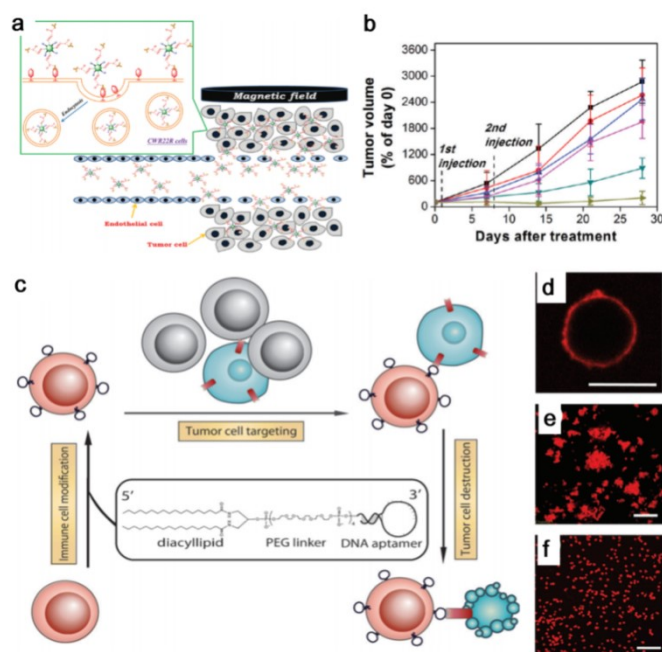 a
Magnetic field
Endocytosis
CWR22R cells
Endothelial cell
Tumor cell
b
Tumor volume
(% of day 0)
3600
3000
2400
1800
1200
600
0
1st
injection
2nd
injection
0 5 10 15 20 25 30
Days after treatment
c
Tumor cell targeting
Immune cell modification
5'
3'
diacyllipid
PEG linker
DNA aptamer
Tumor cell destruction
d
e
f